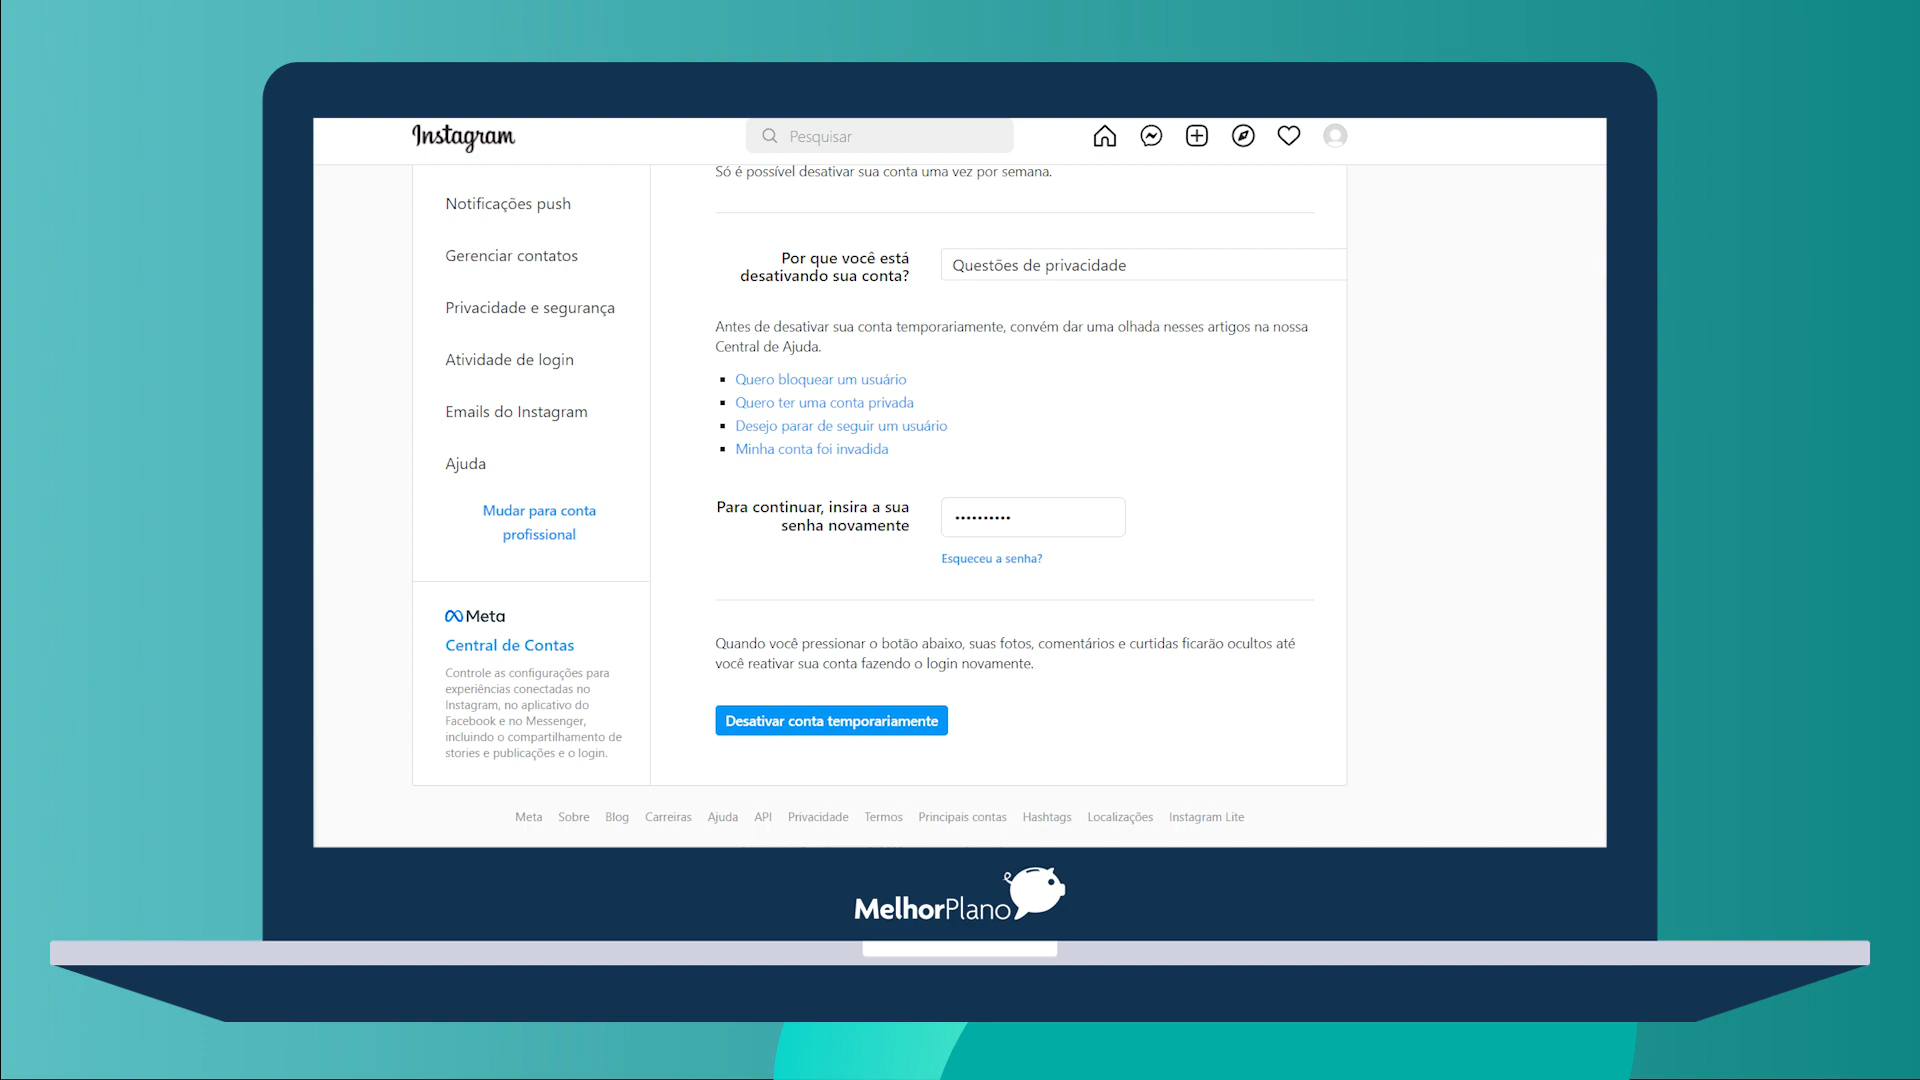 Instagram
Pesquisar
Só é possível desativar sua conta uma vez por semana.
Notificações push
Gerenciar contatos
Privacidade e segurança
Atividade de login
Emails do Instagram
Ajuda
Mudar para conta
profissional
Meta
Central de Contas
Controle as configurações para
experiências conectadas no
Instagram, no aplicativo do
Facebook e no Messenger,
incluindo o compartilhamento de
stories e publicações e o login.
Por que você está
desativando sua conta?
Questões de privacidade
Antes de desativar sua conta temporariamente, convém dar uma olhada nesses artigos na nossa
Central de Ajuda.
Quero bloquear um usuário
Quero ter uma conta privada
Desejo parar de seguir um usuário
Minha conta foi invadida
Para continuar, insira a sua
senha novamente
••••••••••
Esqueceu a senha?
Quando você pressionar o botão abaixo, suas fotos, comentários e curtidas ficarão ocultos até
você reativar sua conta fazendo o login novamente.
Desativar conta temporariamente
Meta Sobre Blog Carreiras Ajuda API Privacidade Termos Principais contas Hashtags Localizações Instagram Lite
MelhorPlano